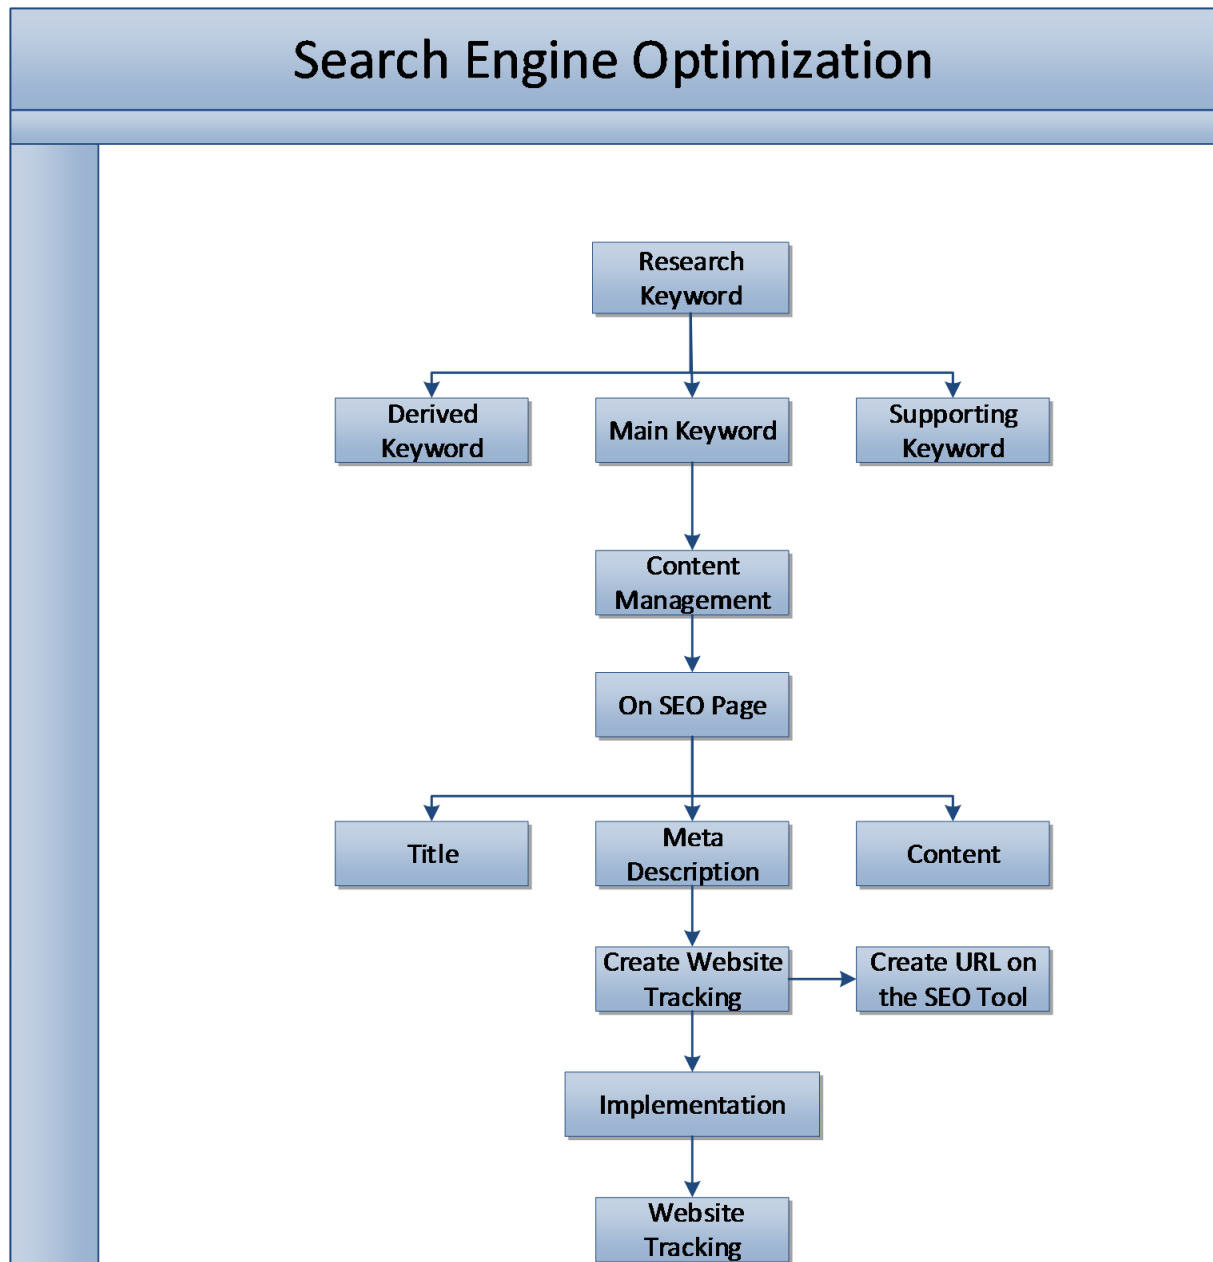 Search Engine Optimization
Research
Keyword
Derived
Keyword
Main Keyword
Supporting
Keyword
Content
Management
On SEO Page
Title
Meta
Description
Content
Create Website
Tracking
Create URL on
the SEO Tool
Implementation
Website
Tracking